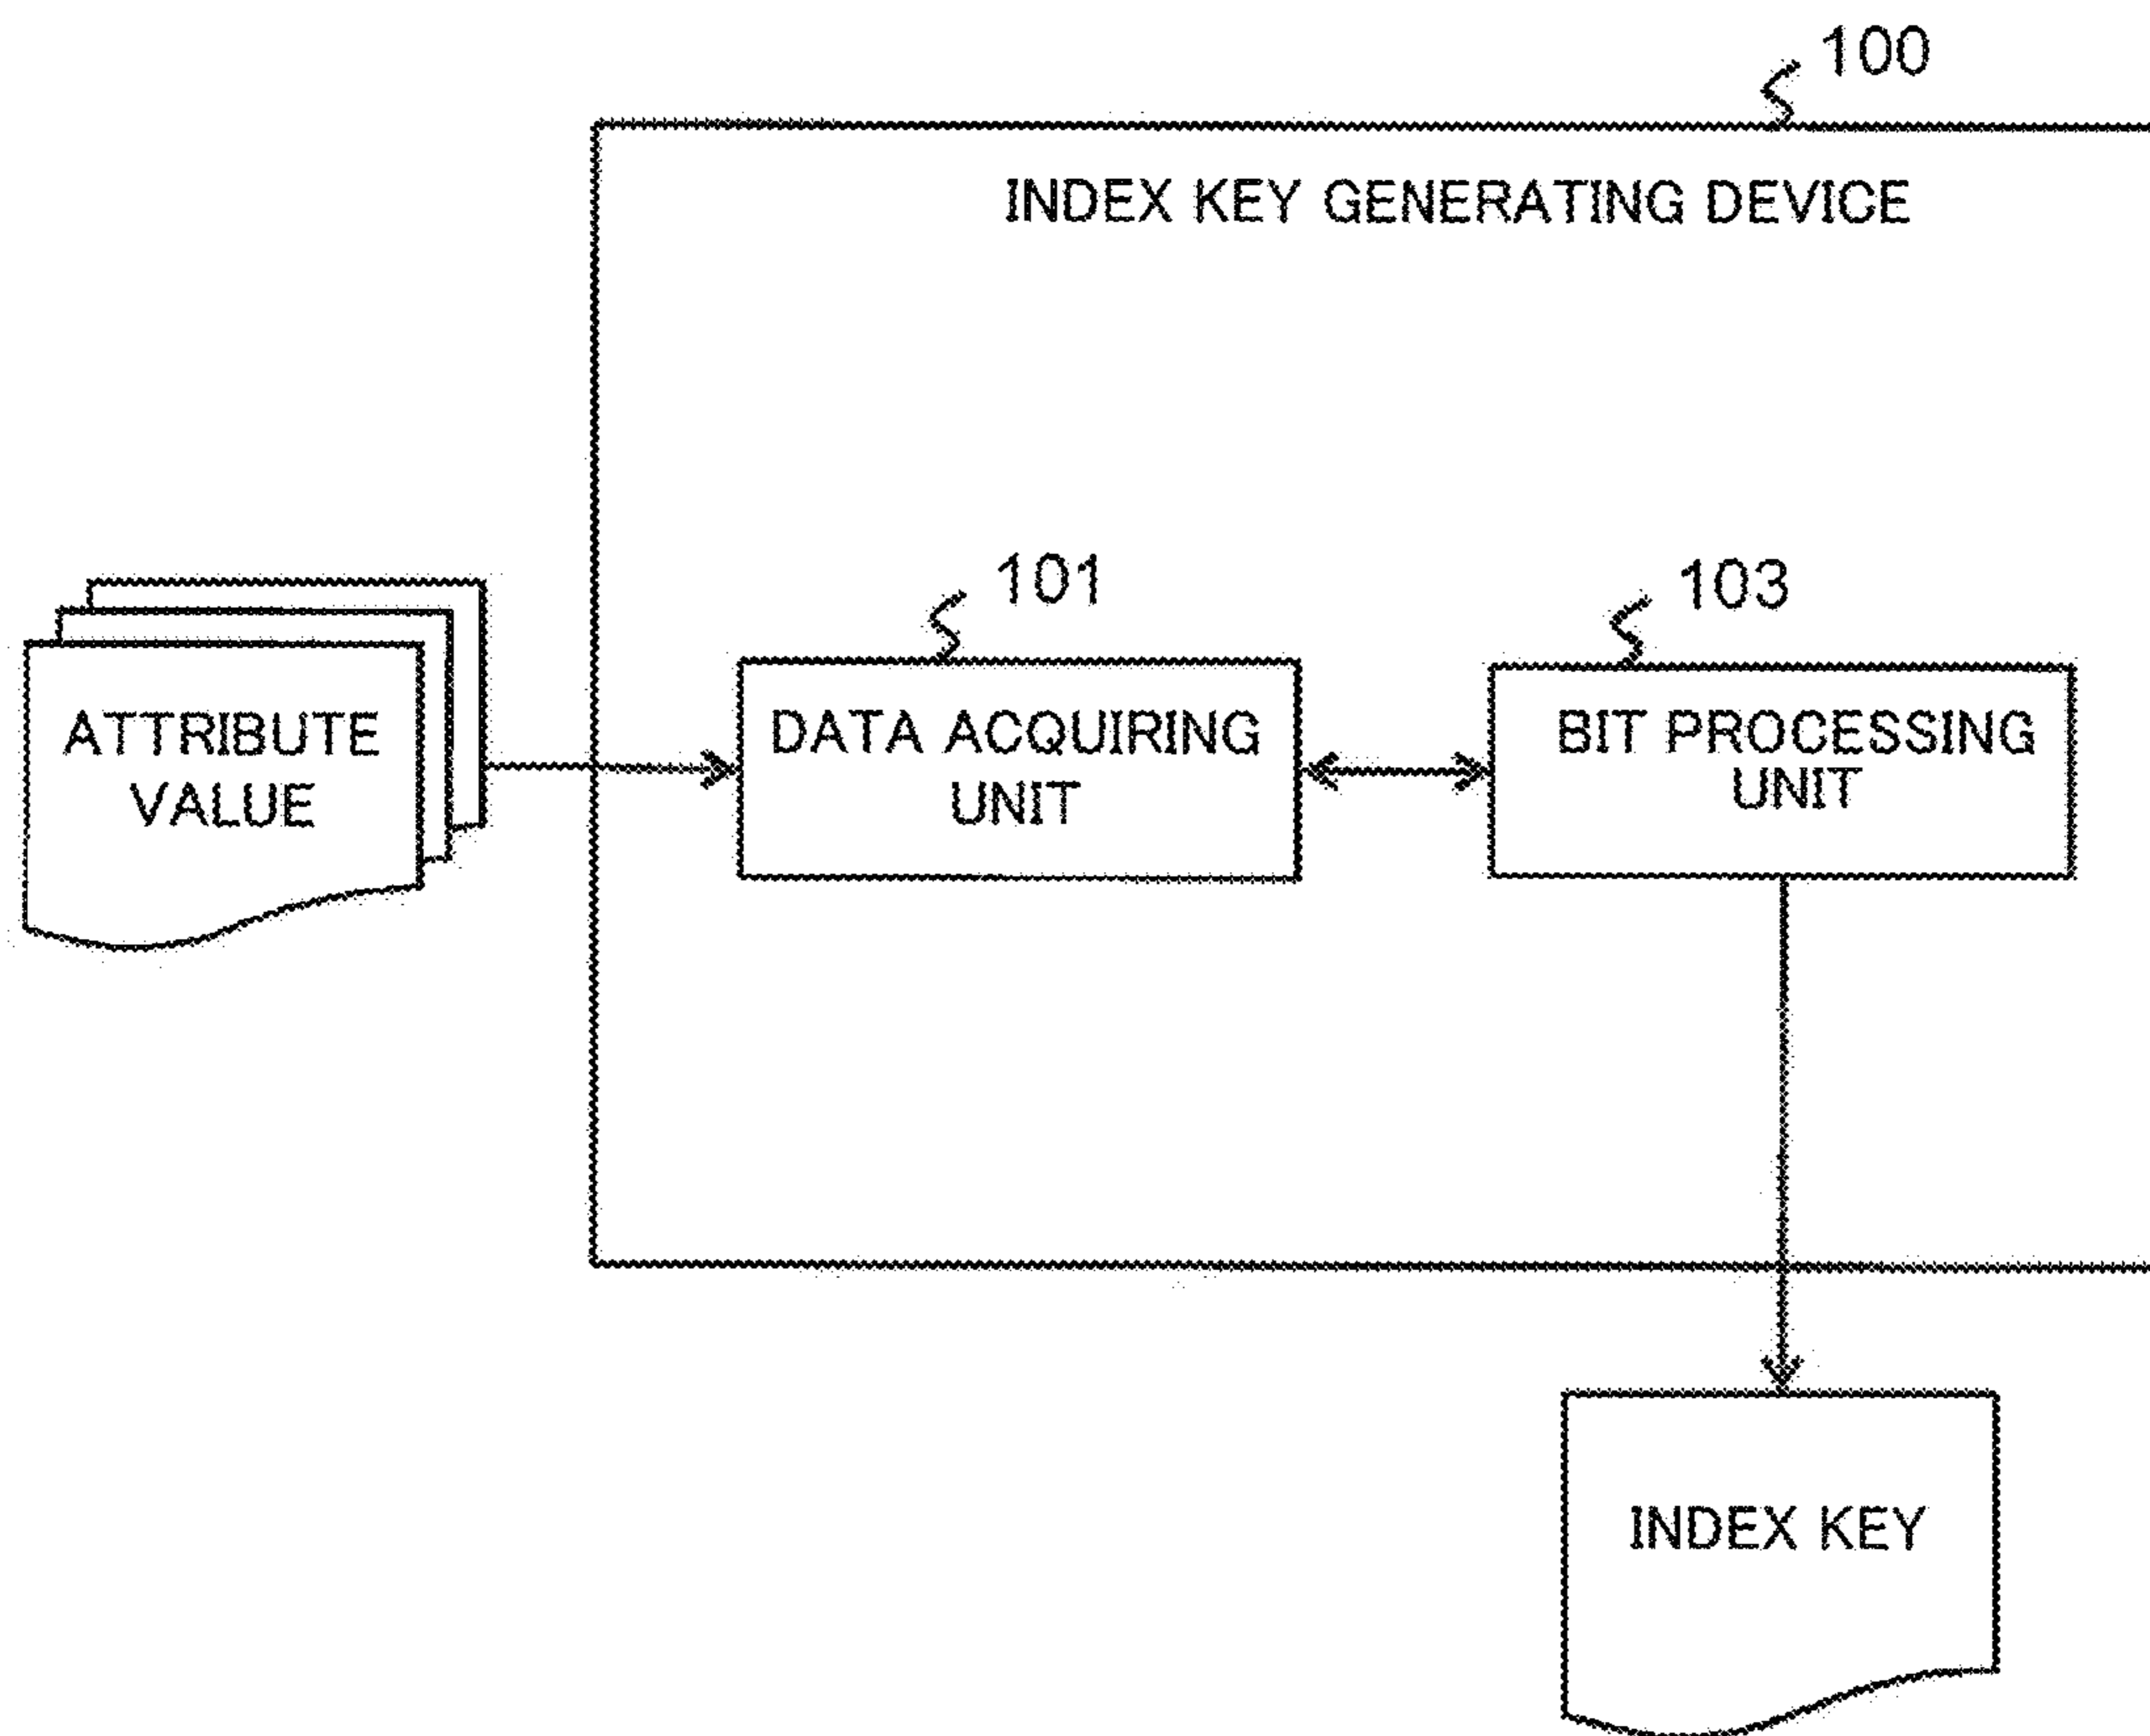 100
INDEX KEY GENERATING DEVICE
101
103
ATTRIBUTE
VALUE
DATA ACQUIRING
UNIT
BIT PROCESSING
UNIT
INDEX KEY